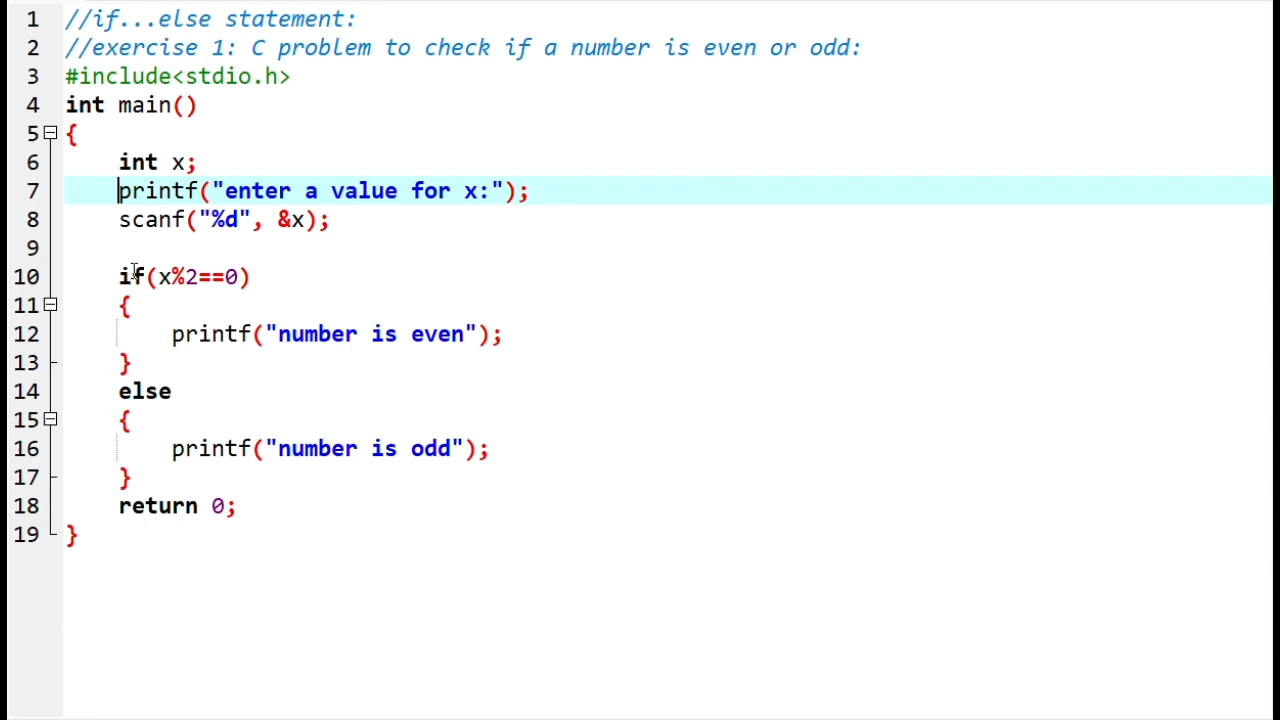 1 //if...else statement:
2 //exercise 1: C problem to check if a number is even or odd:
3 #include<stdio.h>
4 int main()
5 {
6 int x;
7 printf("enter a value for x:");
8 scanf("%d", &x);
9
10 if(x%2==0)
11 {
12 printf("number is even");
13 }
14 else
15 {
16 printf("number is odd");
17 }
18 return 0;
19 }